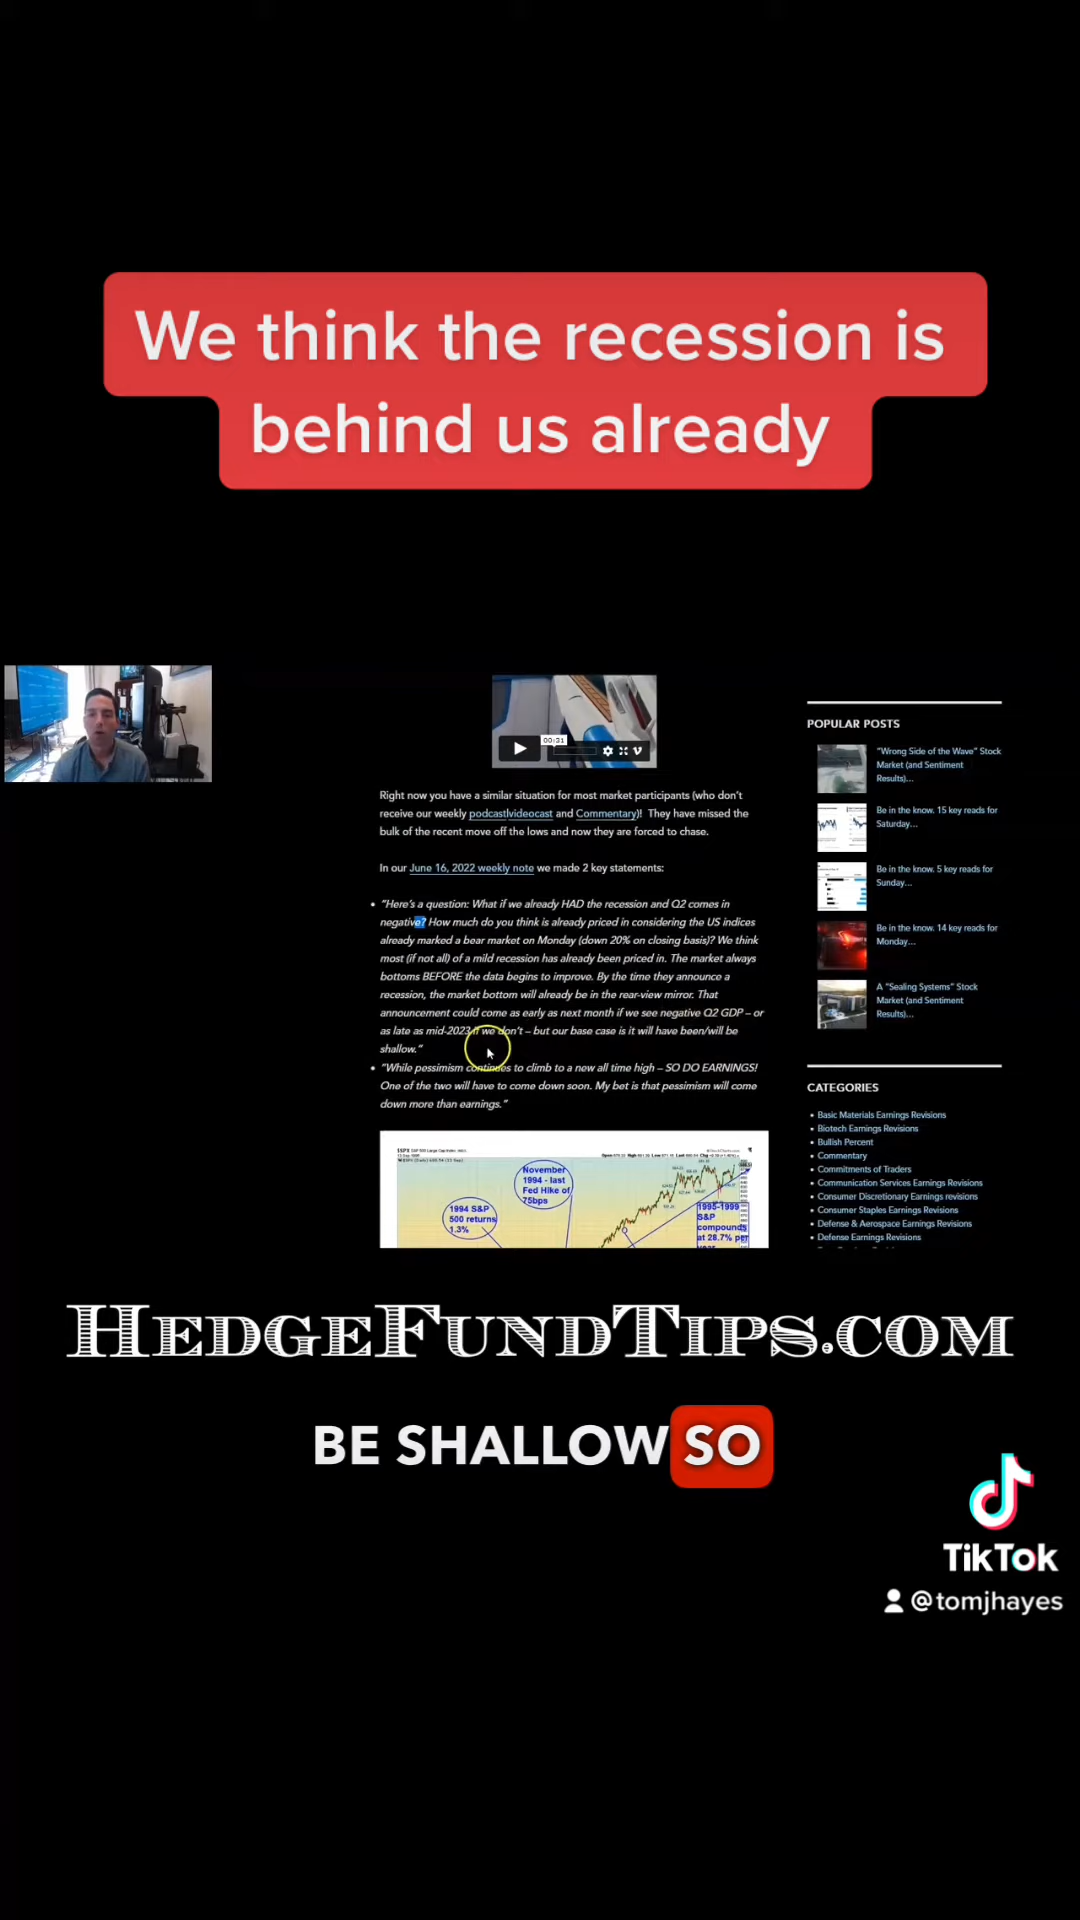 We think the recession is
behind us already
00:31
Right now you have a similar situation for most market participants (who don't
receive our weekly podcast|videocast and Commentary)! They have missed the
bulk of the recent move off the lows and now they are forced to chase.
In our June 16, 2022 weekly note we made 2 key statements:
• "Here's a question: What if we already HAD the recession and Q2 comes in
negative? How much do you think is already priced in considering the US indices
already marked a bear market on Monday (down 20% on closing basis)? We think
most (if not all) of a mild recession has already been priced in. The market always
bottoms BEFORE the data begins to improve. By the time they announce a
recession, the market bottom will already be in the rear-view mirror. That
announcement could come as early as next month if we see negative Q2 GDP – or
as late as mid-2023 if we don't – but our base case is it will have been/will be
shallow."
• "While pessimism continues to climb to a new all time high – SO DO EARNINGS!
One of the two will have to come down soon. My bet is that pessimism will come
down more than earnings."
$SPX
November
1994 - last
Fed Hike of
75bps
1994 S&P
500 returns
1.3%
1995-1999
S&P
compounds
at 28.7% per
POPULAR POSTS
"Wrong Side of the Wave" Stock
Market (and Sentiment
Results)...
Be in the know. 15 key reads for
Saturday...
Be in the know. 5 key reads for
Sunday...
Be in the know. 14 key reads for
Monday...
A "Sealing Systems" Stock
Market (and Sentiment
Results)...
CATEGORIES
• Basic Materials Earnings Revisions
• Biotech Earnings Revisions
• Bullish Percent
• Commentary
• Commitments of Traders
• Communication Services Earnings Revisions
• Consumer Discretionary Earnings revisions
• Consumer Staples Earnings Revisions
• Defense & Aerospace Earnings Revisions
• Defense Earnings Revisions
HEDGEFUNDTIPS.COM
BE SHALLOW SO
TikTok
@tomjhayes